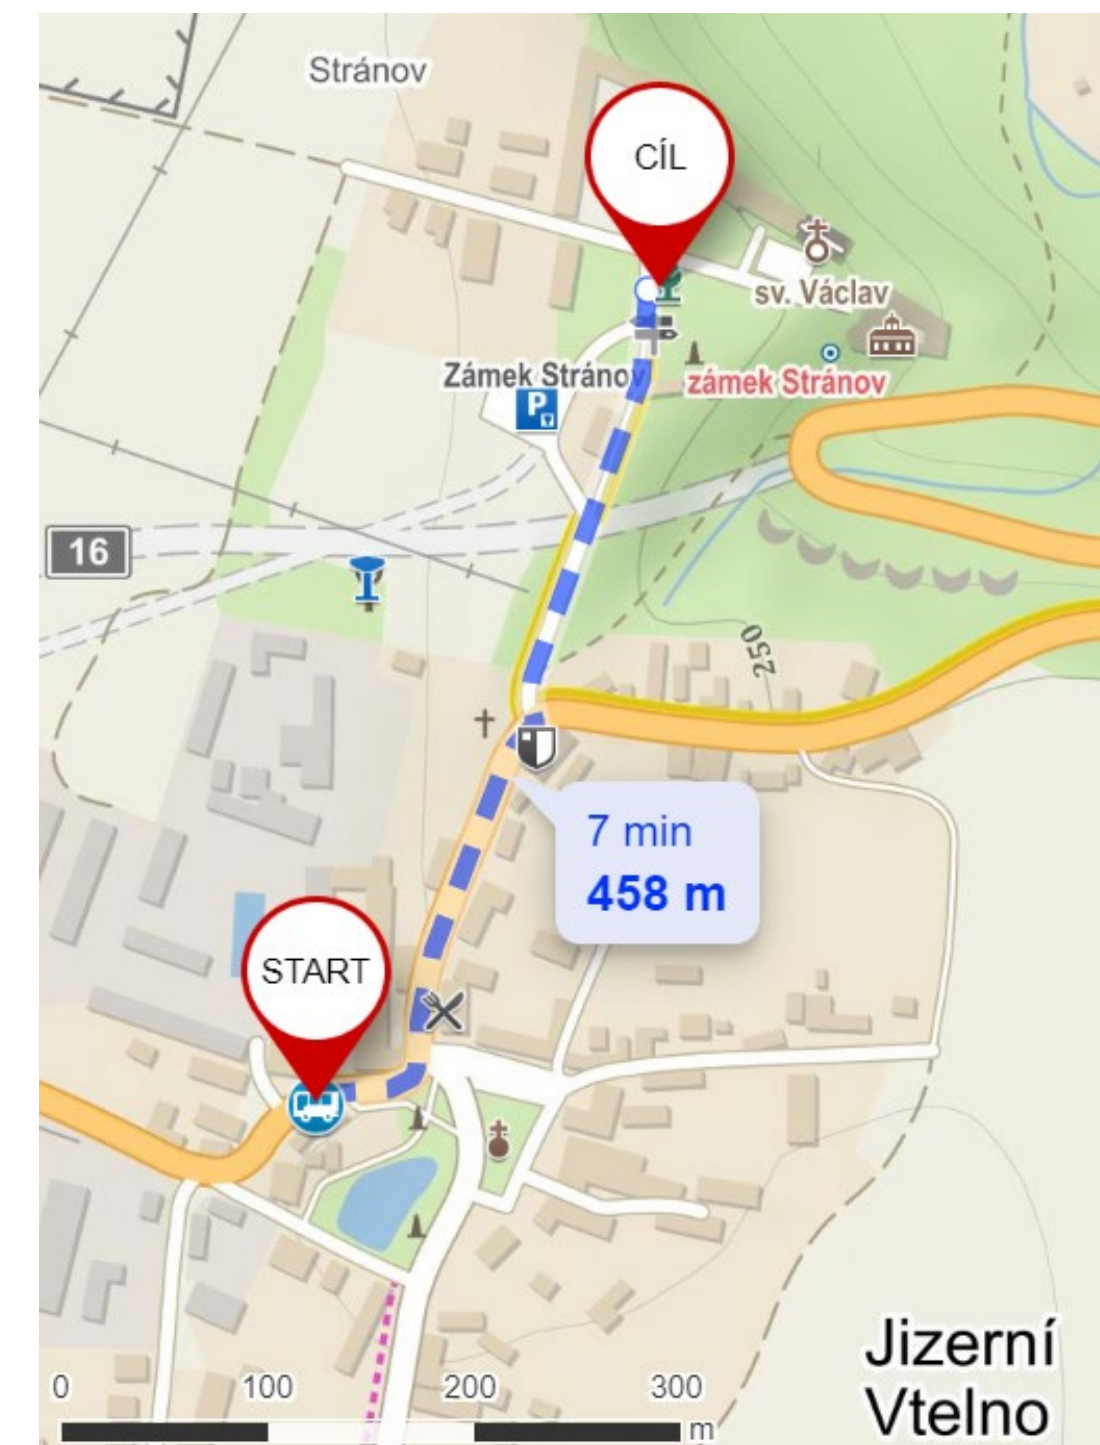 Stránov
CÍL
sv. Václav
Zámek Stránov
zámek Stránov
P
16
250
7 min
458 m
START
Jizerní
Vtelno
0 100 200 300
m